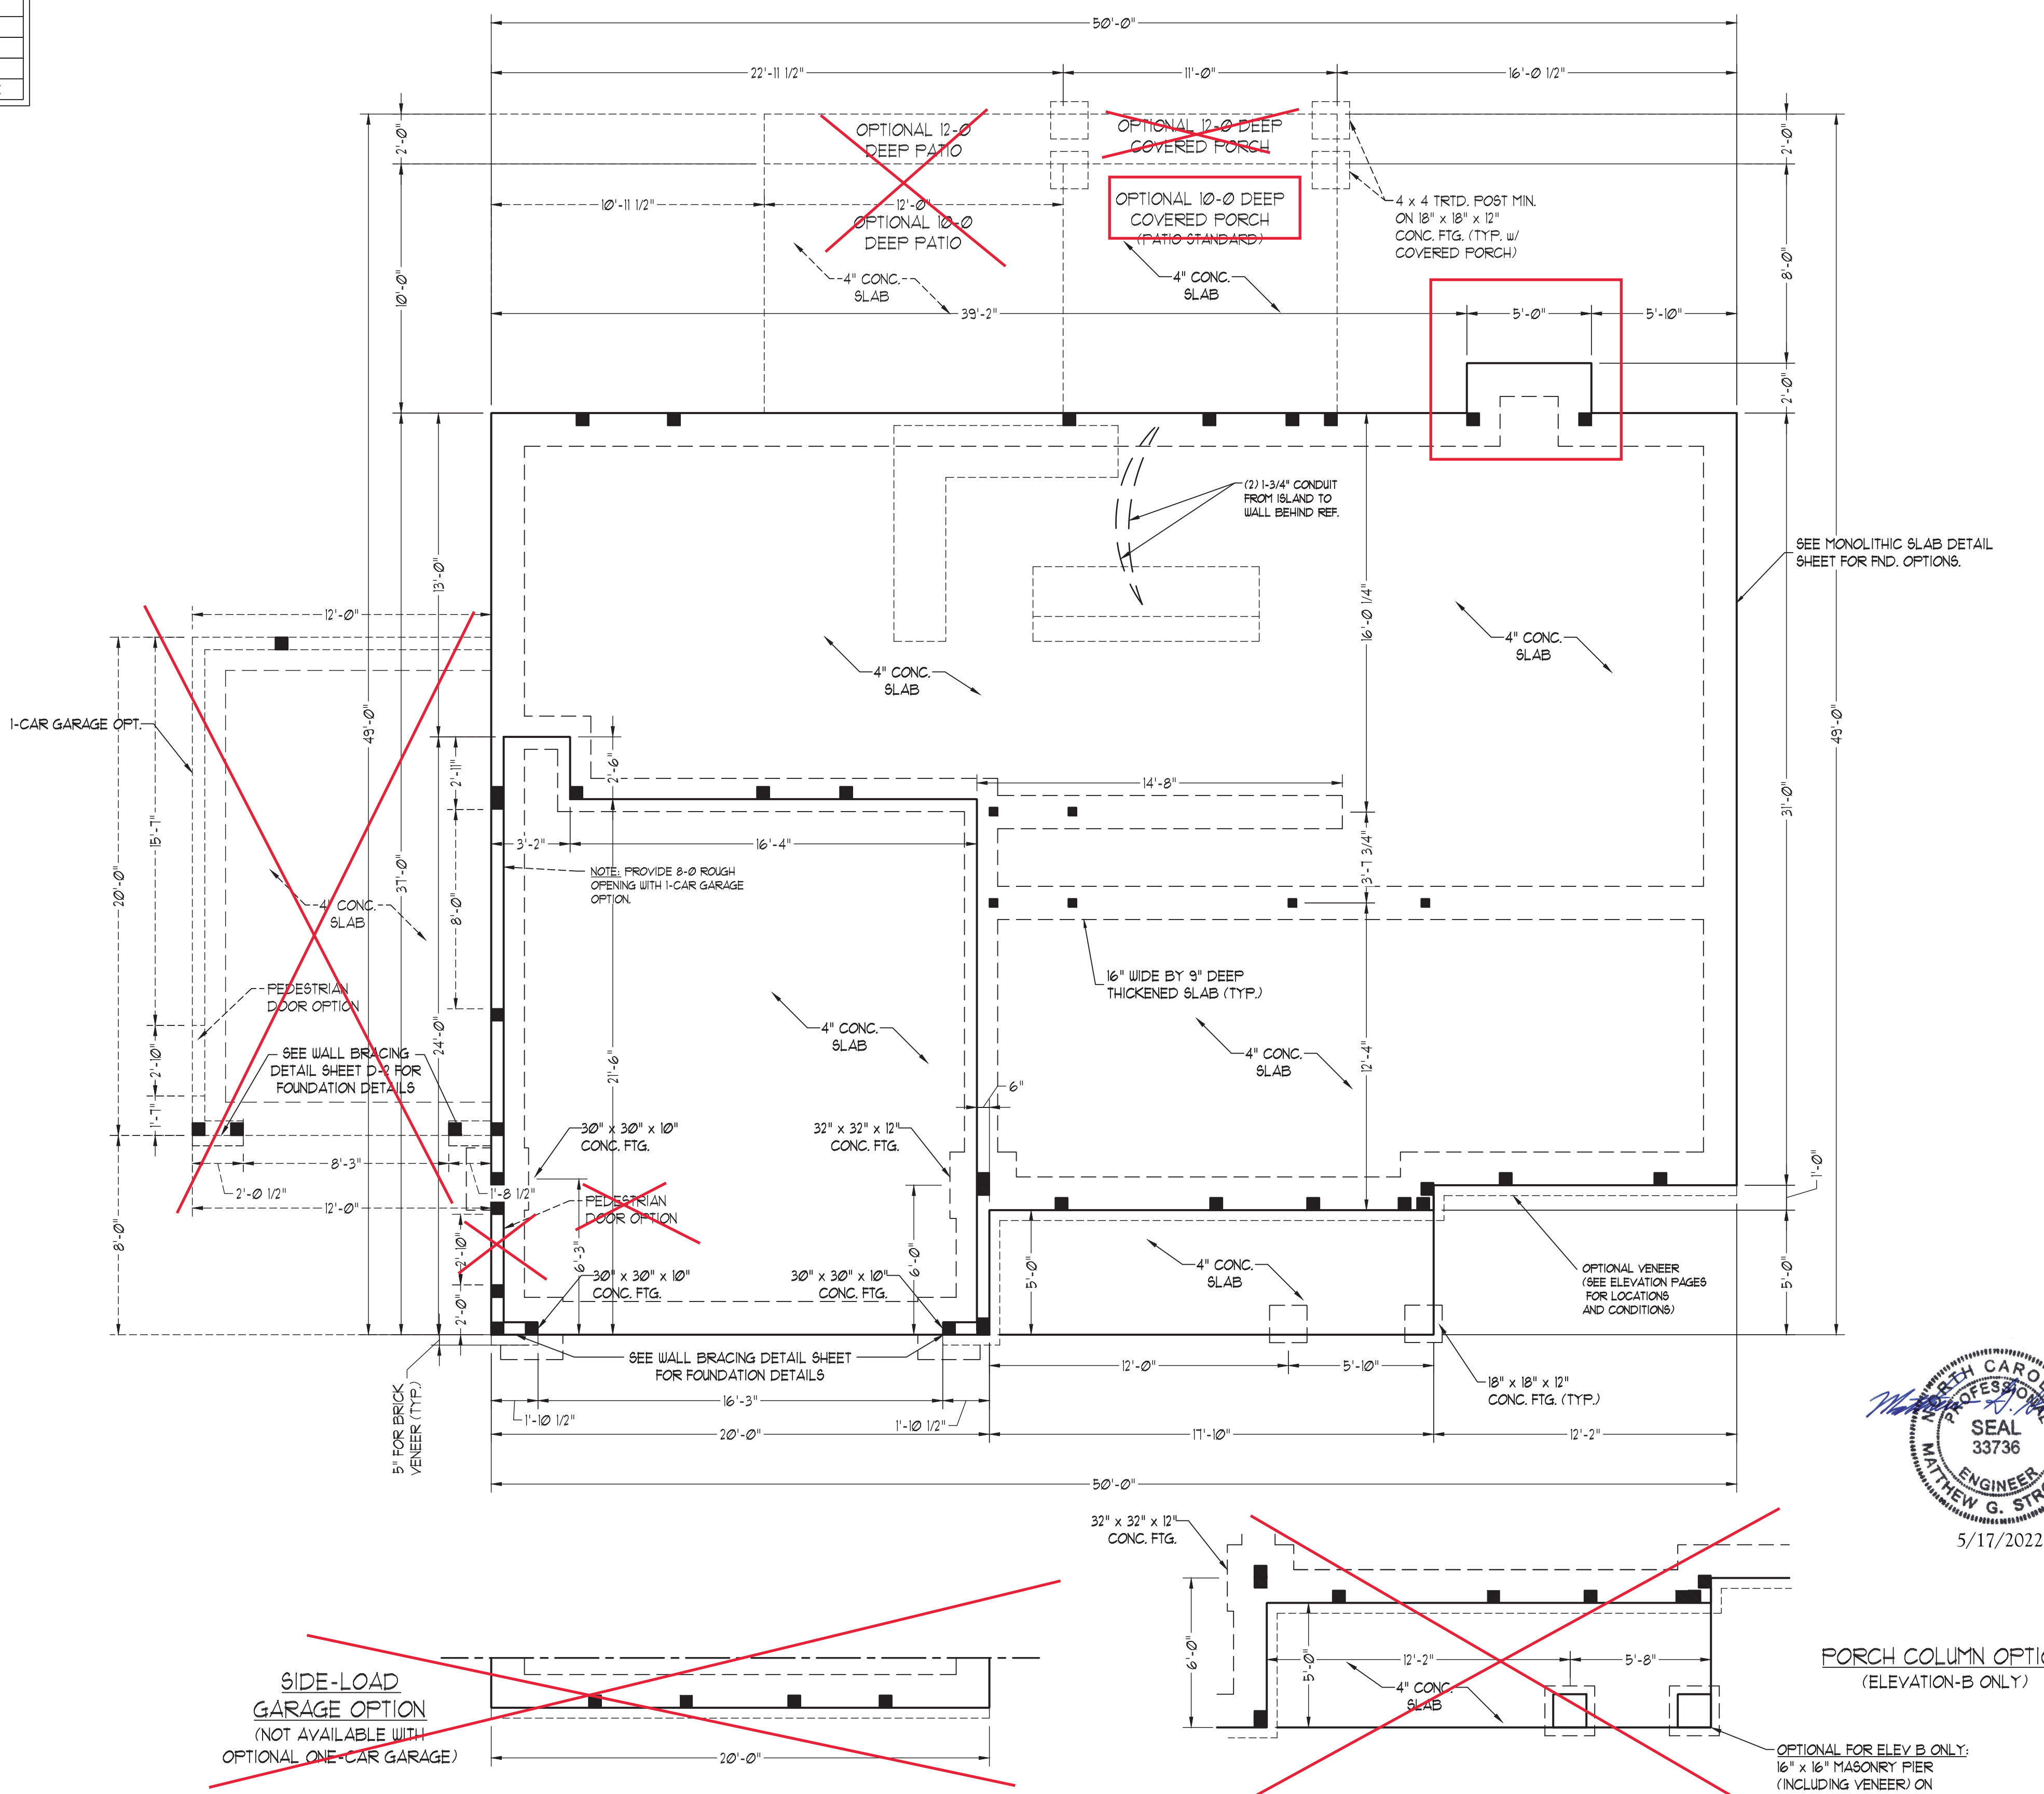 50'-0"
22'-11 1/2"
11'-0"
16'-0 1/2"
2'-0"
OPTIONAL 12-0
DEEP PATIO
OPTIONAL 12-0 DEEP
COVERED PORCH
2'-0"
10'-11 1/2"
12'-0"
OPTIONAL 10-0
DEEP PATIO
OPTIONAL 10-0 DEEP
COVERED PORCH
(PATIO STANDARD)
4 x 4 TRTD. POST MIN.
ON 18" x 18" x 12"
CONC. FTG. (TYP. w/
COVERED PORCH)
10'-0"
8'-0"
4" CONC.
SLAB
4" CONC.
SLAB
39'-2"
5'-0"
5'-10"
2'-0"
(2) 1-3/4" CONDUIT
FROM ISLAND TO
WALL BEHIND REF.
SEE MONOLITHIC SLAB DETAIL
SHEET FOR FND. OPTIONS.
13'-0"
16'-0 1/4"
12'-0"
4" CONC.
SLAB
4" CONC.
SLAB
1-CAR GARAGE OPT.
49'-0"
49'-0"
2'-11"
2'-6"
14'-8"
31'-0"
15'-7"
3'-2"
16'-4"
3'-7 3/4"
NOTE: PROVIDE 8-0 ROUGH
OPENING WITH 1-CAR GARAGE
OPTION.
20'-0"
37'-0"
8'-0"
4" CONC.
SLAB
16" WIDE BY 9" DEEP
THICKENED SLAB (TYP.)
PEDESTRIAN
DOOR OPTION
4" CONC.
SLAB
4" CONC.
SLAB
24'-0"
21'-6"
12'-4"
2'-10"
SEE WALL BRACING
DETAIL SHEET D-2 FOR
FOUNDATION DETAILS
6"
1'-7"
30" x 30" x 10"
CONC. FTG.
32" x 32" x 12"
CONC. FTG.
8'-3"
2'-0 1/2"
1'-8 1/2"
12'-0"
1'-0"
PEDESTRIAN
DOOR OPTION
8'-0"
2'-10"
6'-3"
6'-0"
5'-0"
4" CONC.
SLAB
5'-0"
OPTIONAL VENEER
(SEE ELEVATION PAGES
FOR LOCATIONS
AND CONDITIONS)
2'-0"
30" x 30" x 10"
CONC. FTG.
30" x 30" x 10"
CONC. FTG.
SEE WALL BRACING DETAIL SHEET
FOR FOUNDATION DETAILS
5" FOR BRICK
VENEER (TYP.)
12'-0"
5'-10"
18" x 18" x 12"
CONC. FTG. (TYP.)
1'-10 1/2"
16'-3"
1'-10 1/2"
20'-0"
17'-10"
12'-2"
50'-0"
NORTH CAROL
PROFESSIONAL
SEAL
33736
ENGINEER
MATTHEW G. STRO
5/17/2022
32" x 32" x 12"
CONC. FTG.
6'-0"
5'-0"
12'-2"
5'-8"
4" CONC.
SLAB
PORCH COLUMN OPTIO
(ELEVATION-B ONLY)
OPTIONAL FOR ELEV B ONLY:
16" x 16" MASONRY PIER
(INCLUDING VENEER) ON
SIDE-LOAD
GARAGE OPTION
(NOT AVAILABLE WITH
OPTIONAL ONE-CAR GARAGE)
20'-0"